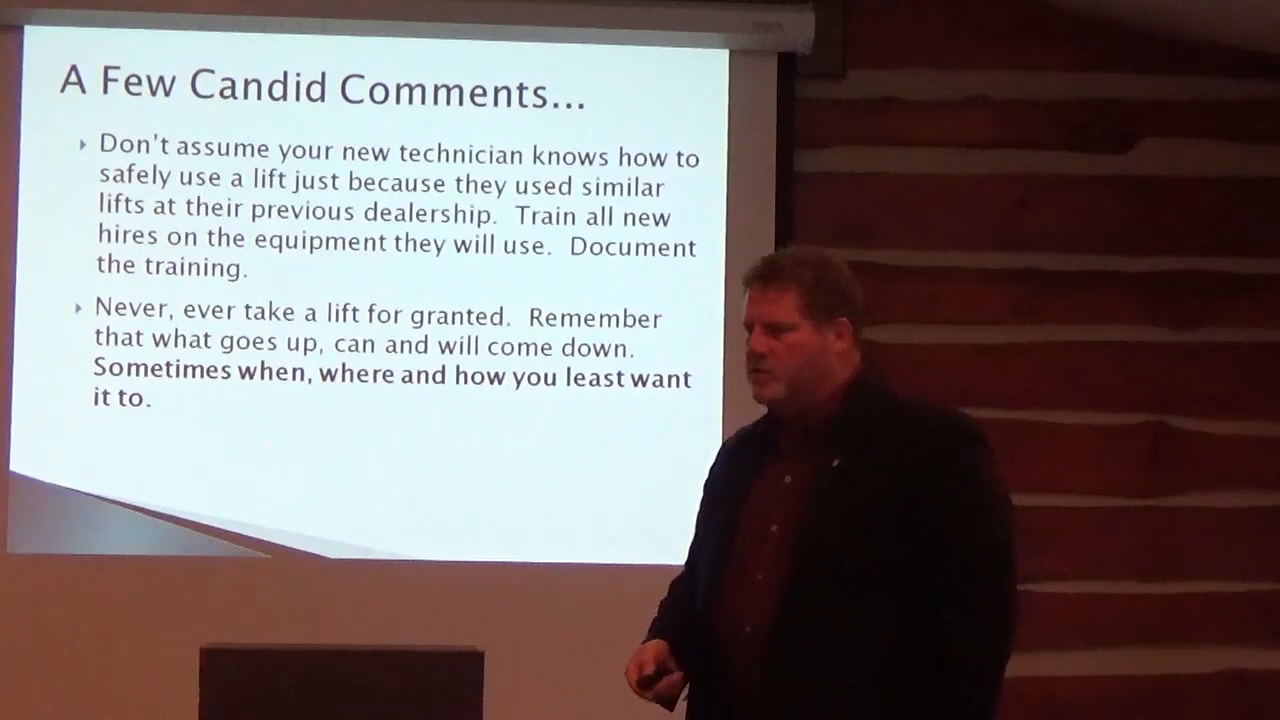 A Few Candid Comments...
Don't assume your new technician knows how to
safely use a lift just because they used similar
lifts at their previous dealership. Train all new
hires on the equipment they will use. Document
the training.
Never, ever take a lift for granted. Remember
that what goes up, can and will come down.
Sometimes when, where and how you least want
it to.